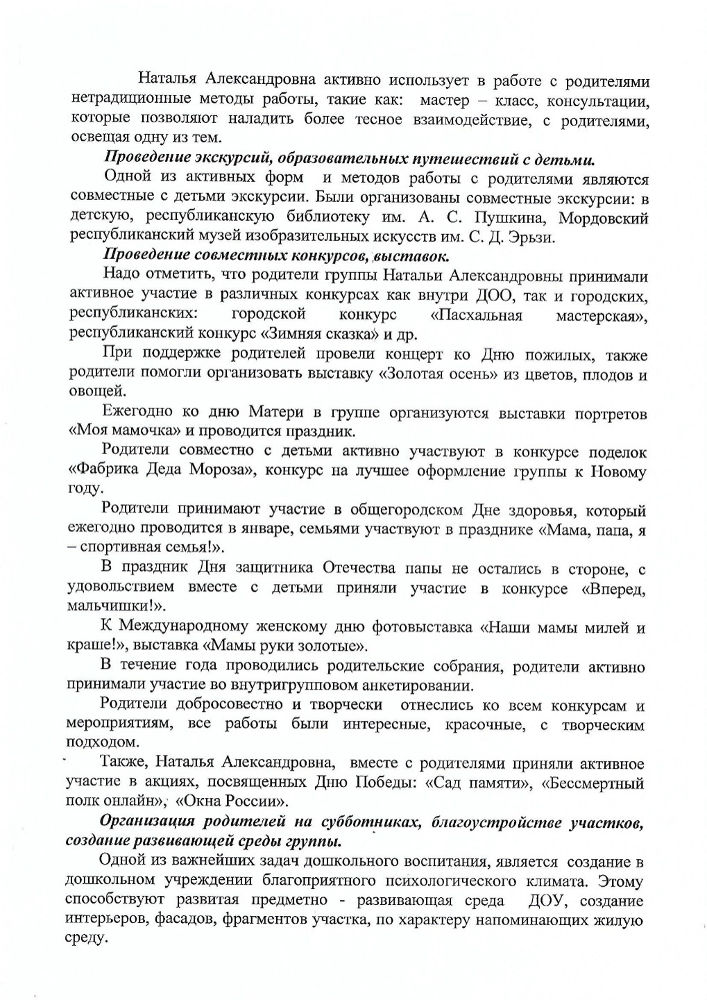 Наталья Александровна активно использует в работе с родителями
нетрадиционные методы работы, такие как: мастер – класс, консультации,
которые позволяют наладить более тесное взаимодействие, с родителями,
освещая одну из тем.
Проведение экскурсий, образовательных путешествий с детьми.
Одной из активных форм и методов работы с родителями являются
совместные с детьми экскурсии. Были организованы совместные экскурсии: в
детскую, республиканскую библиотеку им. А. С. Пушкина, Мордовский
республиканский музей изобразительных искусств им. С. Д. Эрьзи.
Проведение совместных конкурсов, выставок.
Надо отметить, что родители группы Натальи Александровны принимали
активное участие в различных конкурсах как внутри ДОО, так и городских,
республиканских: городской конкурс «Пасхальная мастерская»,
республиканский конкурс «Зимняя сказка» и др.
При поддержке родителей провели концерт ко Дню пожилых, также
родители помогли организовать выставку «Золотая осень» из цветов, плодов и
овощей.
Ежегодно ко дню Матери в группе организуются выставки портретов
«Моя мамочка» и проводится праздник.
Родители совместно с детьми активно участвуют в конкурсе поделок
«Фабрика Деда Мороза», конкурс на лучшее оформление группы к Новому
году.
Родители принимают участие в общегородском Дне здоровья, который
ежегодно проводится в январе, семьями участвуют в празднике «Мама, папа, я
– спортивная семья!».
В праздник Дня защитника Отечества папы не остались в стороне, с
удовольствием вместе с детьми приняли участие в конкурсе «Вперед,
мальчишки!».
К Международному женскому дню фотовыставка «Наши мамы милей и
краше!», выставка «Мамы руки золотые».
В течение года проводились родительские собрания, родители активно
принимали участие во внутригрупповом анкетировании.
Родители добросовестно и творчески отнеслись ко всем конкурсам и
мероприятиям, все работы были интересные, красочные, с творческим
подходом.
Также, Наталья Александровна, вместе с родителями приняли активное
участие в акциях, посвященных Дню Победы: «Сад памяти», «Бессмертный
полк онлайн», «Окна России».
Организация родителей на субботниках, благоустройстве участков,
создание развивающей среды группы.
Одной из важнейших задач дошкольного воспитания, является создание в
дошкольном учреждении благоприятного психологического климата. Этому
способствуют развитая предметно - развивающая среда ДОУ, создание
интерьеров, фасадов, фрагментов участка, по характеру напоминающих жилую
среду.